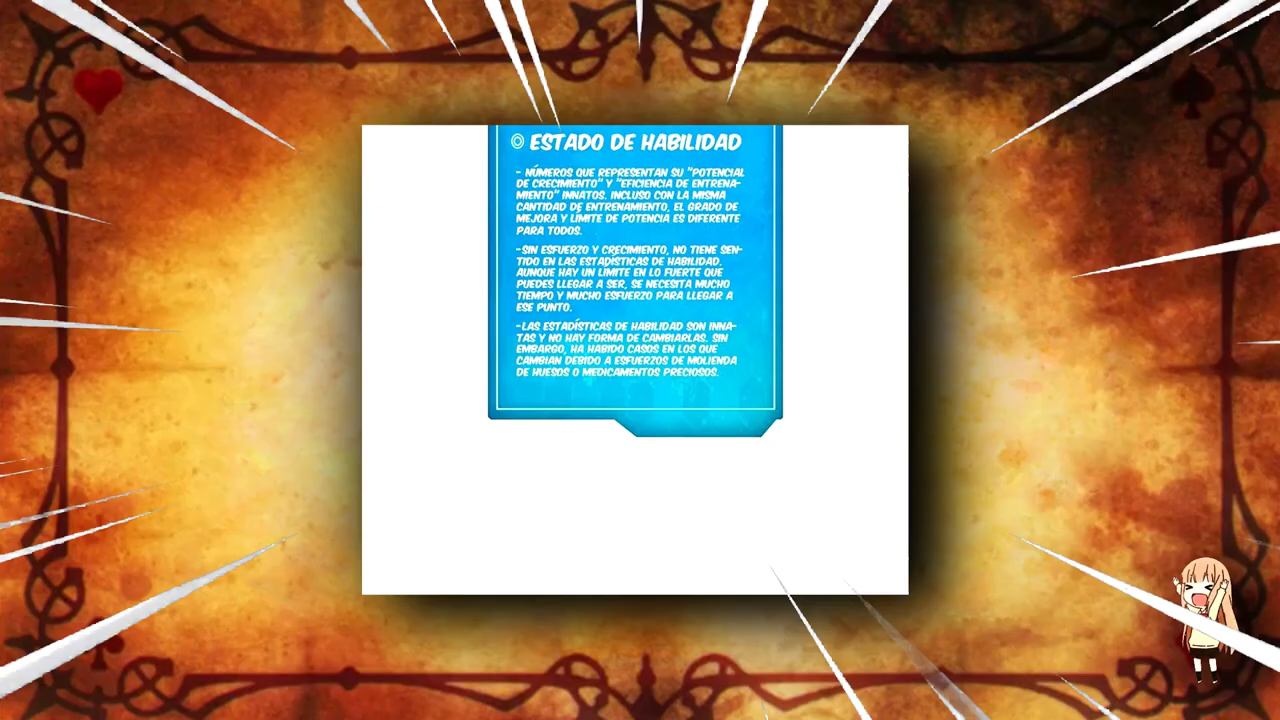 ESTADO DE HABILIDAD
- NÚMEROS QUE REPRESENTAN SU "POTENCIAL
DE CRECIMIENTO" Y "EFICIENCIA DE ENTRENA-
MIENTO" INNATOS. INCLUSO CON LA MISMA
CANTIDAD DE ENTRENAMIENTO, EL GRADO DE
MEJORA Y LÍMITE DE POTENCIA ES DIFERENTE
PARA TODOS.
-SIN ESFUERZO Y CRECIMIENTO, NO TIENE SEN-
TIDO EN LAS ESTADÍSTICAS DE HABILIDAD.
AUNQUE HAY UN LÍMITE EN LO FUERTE QUE
PUEDES LLEGAR A SER, SE NECESITA MUCHO
TIEMPO Y MUCHO ESFUERZO PARA LLEGAR A
ESE PUNTO.
-LAS ESTADÍSTICAS DE HABILIDAD SON INNA-
TAS Y NO HAY FORMA DE CAMBIARLAS. SIN
EMBARGO, HA HABIDO CASOS EN LOS QUE
CAMBIAN DEBIDO A ESFUERZOS DE MOLIENDA
DE HUESOS O MEDICAMENTOS PRECIOSOS.